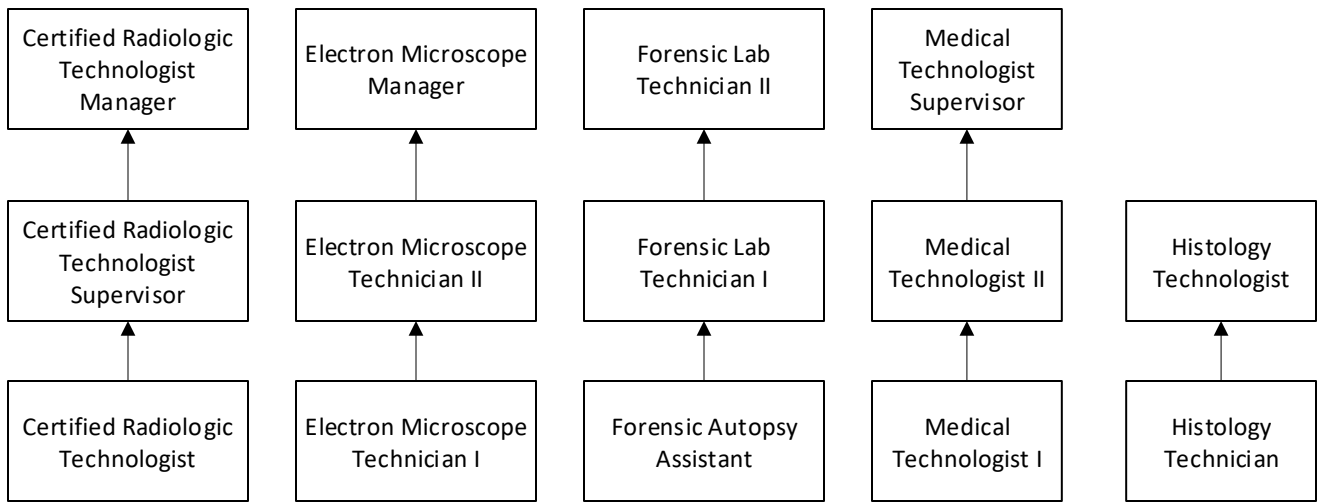 Certified Radiologic
Technologist
Manager
Electron Microscope
Manager
Forensic Lab
Technician II
Medical
Technologist
Supervisor
Certified Radiologic
Technologist
Supervisor
Electron Microscope
Technician II
Forensic Lab
Technician I
Medical
Technologist II
Histology
Technologist
Certified Radiologic
Technologist
Electron Microscope
Technician I
Forensic Autopsy
Assistant
Medical
Technologist I
Histology
Technician